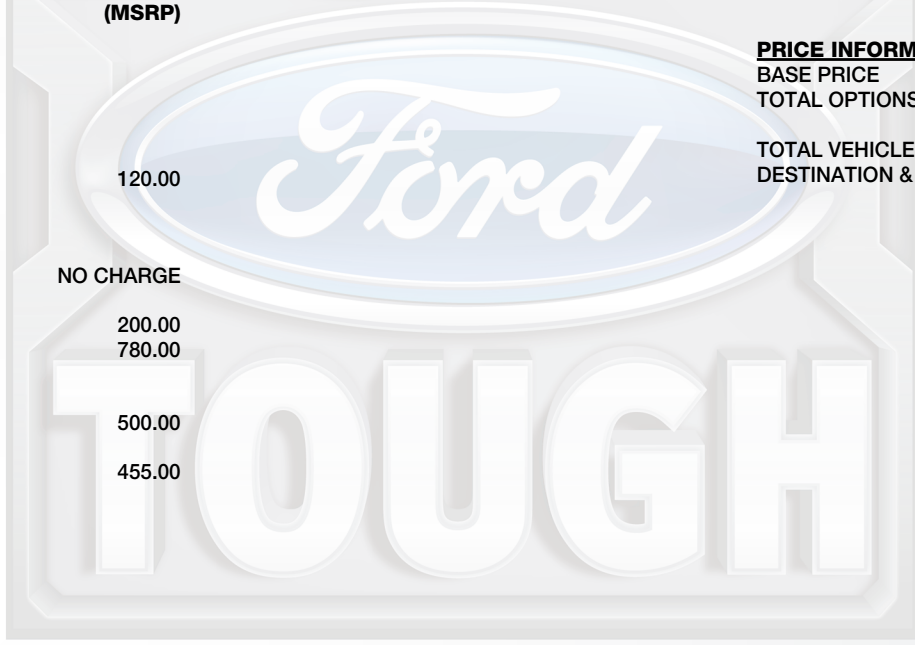 (MSRP)
PRICE INFORM
BASE PRICE
TOTAL OPTIONS
TOTAL VEHICLE
DESTINATION &
120.00
NO CHARGE
200.00
780.00
500.00
455.00
Ford
TOUGH